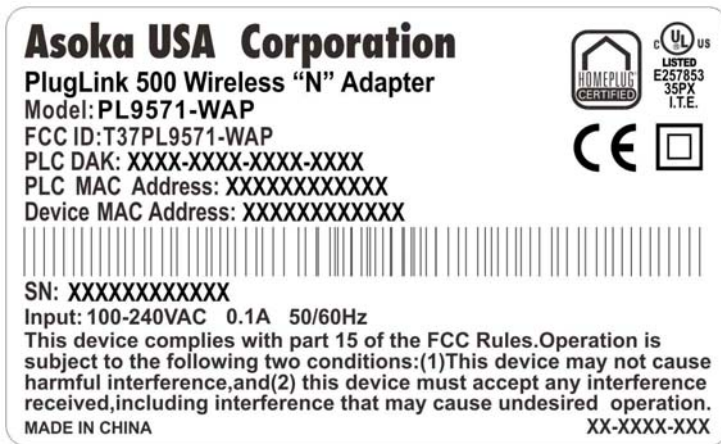 Asoka USA Corporation
PlugLink 500 Wireless “N” Adapter
Model:PL9571-WAP
FCC ID:T37PL9571-WAP
PLC DAK: XXXX-XXXX-XXXX-XXXX
PLC MAC Address: XXXXXXXXXXXX
Device MAC Address: XXXXXXXXXXXX
HOMEPLUG
CERTIFIED
C UL US
LISTED
E257853
35PX
I.T.E.
CE
SN: XXXXXXXXXXXX
Input: 100-240VAC 0.1A 50/60Hz
This device complies with part 15 of the FCC Rules.Operation is
subject to the following two conditions:(1)This device may not cause
harmful interference,and(2) this device must accept any interference
received,including interference that may cause undesired operation.
MADE IN CHINA
XX-XXXX-XXX